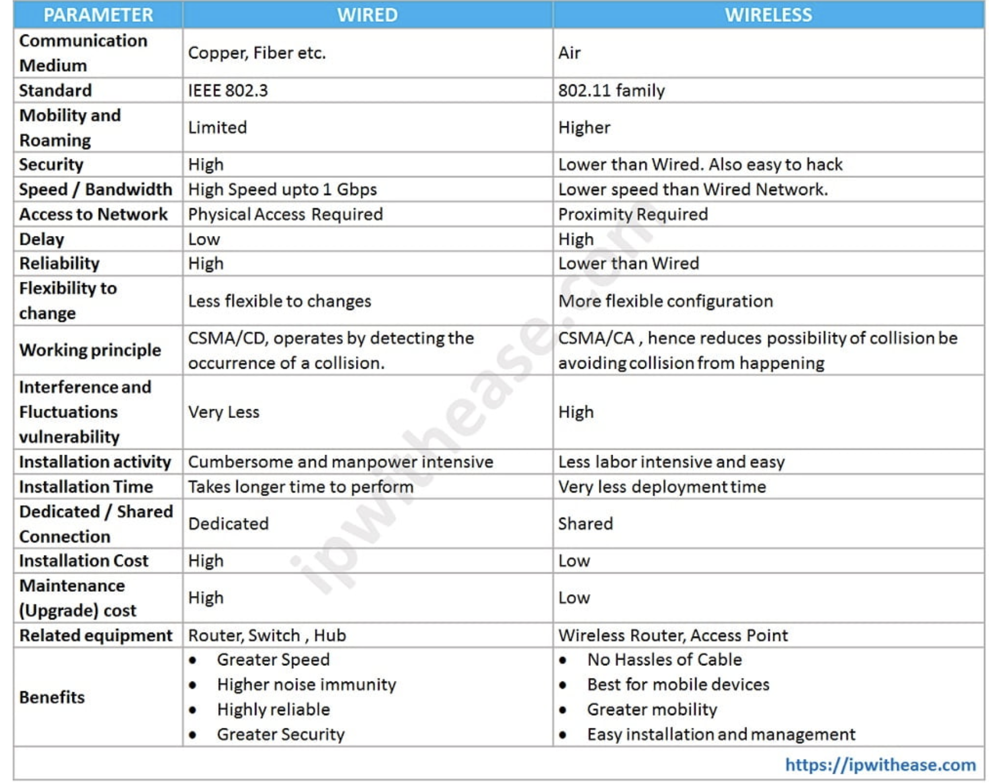 PARAMETER WIRED WIRELESS
Communication
Medium
Copper, Fiber etc.
Air
Standard IEEE 802.3 802.11 family
Mobility and
Roaming
Limited
Higher
Security High Lower than Wired. Also easy to hack
Speed / Bandwidth High Speed upto 1 Gbps Lower speed than Wired Network.
Access to Network Physical Access Required Proximity Required
Delay Low High
Reliability High Lower than Wired
Flexibility to
change
Less flexible to changes
More flexible configuration
Working principle
CSMA/CD, operates by detecting the
occurrence of a collision.
CSMA/CA , hence reduces possibility of collision be
avoiding collision from happening
Interference and
Fluctuations
vulnerability
Very Less
High
Installation activity Cumbersome and manpower intensive Less labor intensive and easy
Installation Time Takes longer time to perform Very less deployment time
Dedicated / Shared
Connection
Dedicated
Shared
Installation Cost High Low
Maintenance
(Upgrade) cost
High
Low
Related equipment Router, Switch , Hub Wireless Router, Access Point
Benefits
• Greater Speed
• Higher noise immunity
• Highly reliable
• Greater Security
• No Hassles of Cable
• Best for mobile devices
• Greater mobility
• Easy installation and management
https://ipwithease.com
ipwithease.com